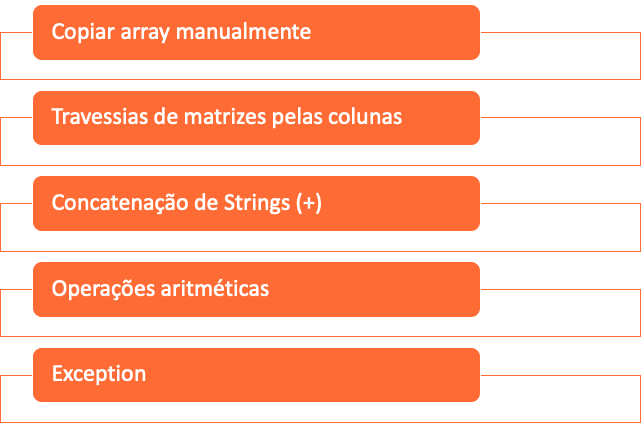 Copiar array manualmente
Travessias de matrizes pelas colunas
Concatenação de Strings (+)
Operações aritméticas
Exception